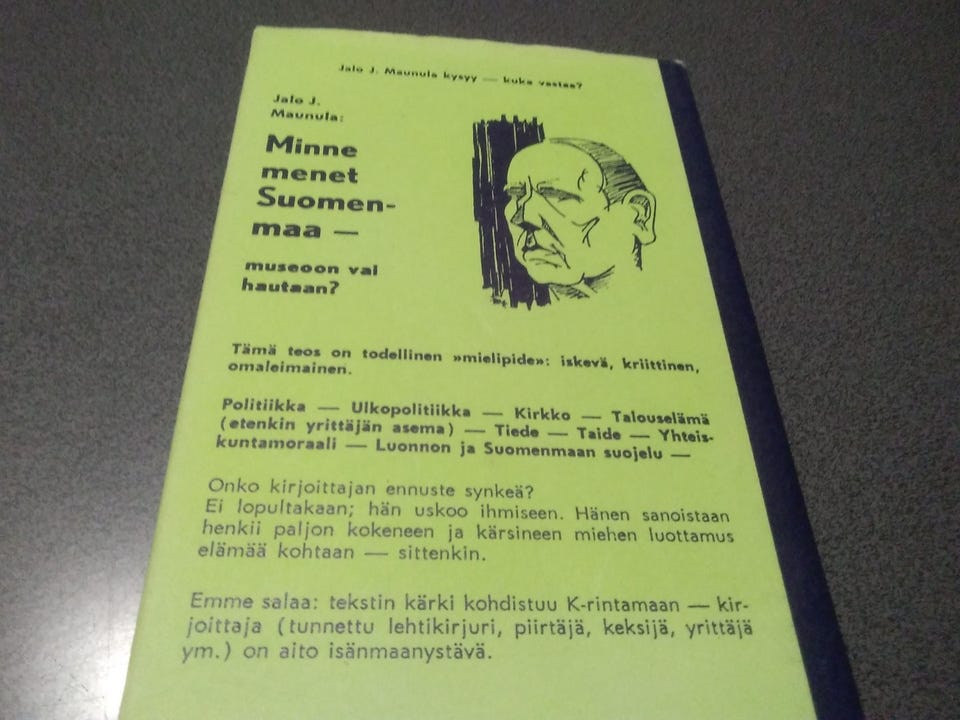 Jalo J. Maunula kysyy — kuka vastaa?
Jalo J.
Maunula:
Minne
menet
Suomen-
maa —
museoon vai
hautaan?
Tämä teos on todellinen »mielipide»: iskevä, kriittinen,
omaleimainen.
Politiikka — Ulkopolitiikka — Kirkko — Talouselämä
(etenkin yrittäjän asema) — Tiede — Taide — Yhteis-
kuntamoraali — Luonnon ja Suomenmaan suojelu —
Onko kirjoittajan ennuste synkeä?
Ei lopultakaan; hän uskoo ihmiseen. Hänen sanoistaan
henkii paljon kokeneen ja kärsineen miehen luottamus
elämää kohtaan — sittenkin.
Emme salaa: tekstin kärki kohdistuu K-rintamaan — kir-
joittaja (tunnettu lehtikirjuri, piirtäjä, keksijä, yrittäjä
ym.) on aito isänmaanystävä.